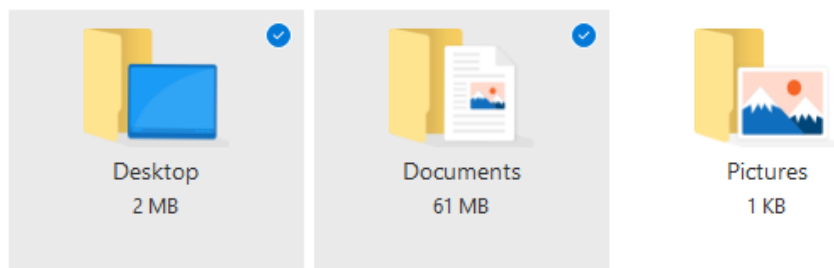 Desktop
2 MB
Documents
61 MB
Pictures
1 KB